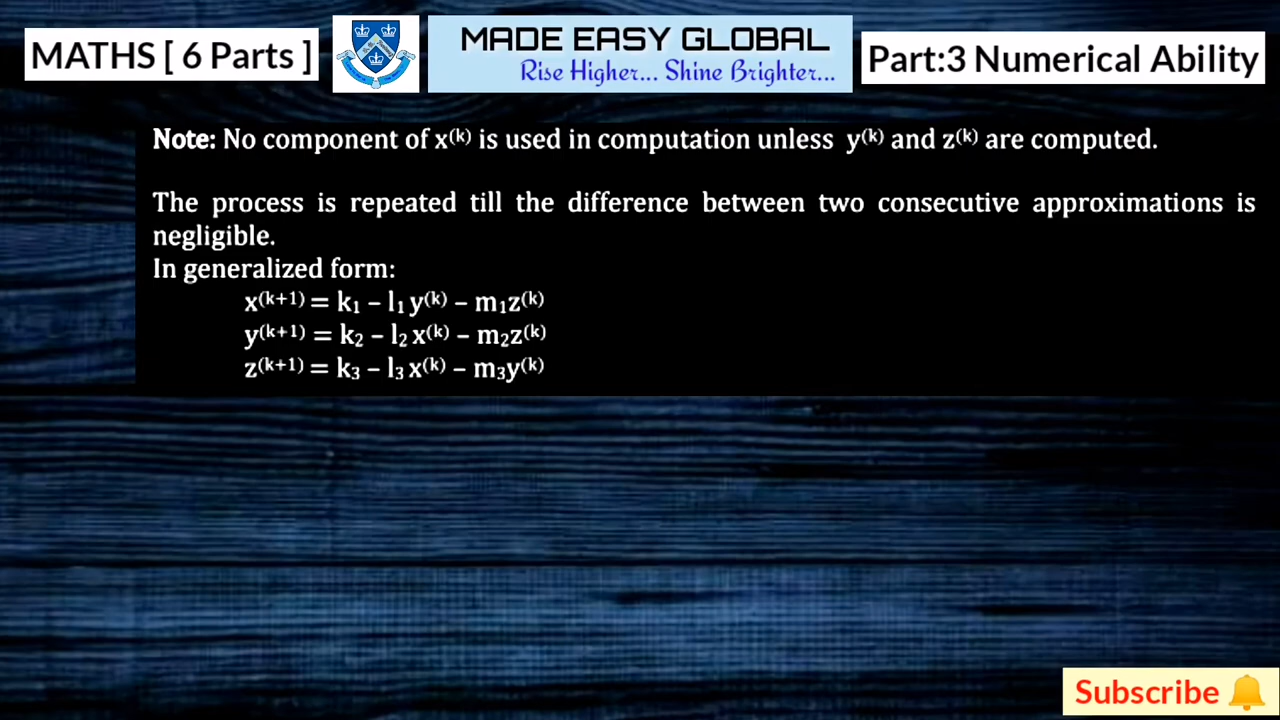 MATHS [ 6 Parts ]
MADE EASY GLOBAL
Rise Higher... Shine Brighter...
Part:3 Numerical Ability
Note: No component of x⁽ᵏ⁾ is used in computation unless y⁽ᵏ⁾ and z⁽ᵏ⁾ are computed.
The process is repeated till the difference between two consecutive approximations is
negligible.
In generalized form:
x⁽ᵏ⁺¹⁾ = k₁ – l₁ y⁽ᵏ⁾ – m₁z⁽ᵏ⁾
y⁽ᵏ⁺¹⁾ = k₂ – l₂ x⁽ᵏ⁾ – m₂z⁽ᵏ⁾
z⁽ᵏ⁺¹⁾ = k₃ – l₃ x⁽ᵏ⁾ – m₃y⁽ᵏ⁾
Subscribe